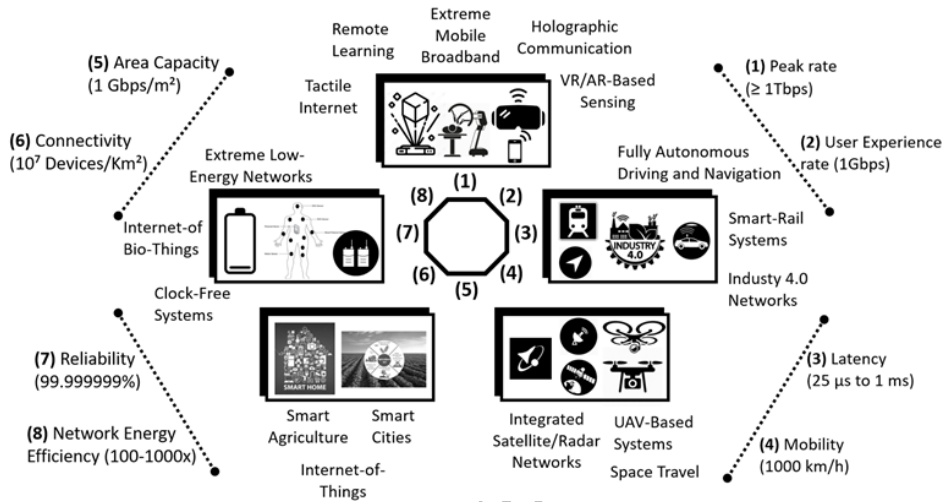 Remote
Learning
Extreme
Mobile
Broadband
Holographic
Communication
(5) Area Capacity
(1 Gbps/m²)
(1) Peak rate
(≥ 1Tbps)
Tactile
Internet
VR/AR-Based
Sensing
(6) Connectivity
(10⁷ Devices/Km²)
(2) User Experience
rate (1Gbps)
Extreme Low-
Energy Networks
Fully Autonomous
Driving and Navigation
(1)
(8)
(2)
(7)
(3)
(6)
(4)
(5)
Internet-of
Bio-Things
INDUSTRY
4.0
Smart-Rail
Systems
Clock-Free
Systems
Industy 4.0
Networks
(7) Reliability
(99.999999%)
SMART HOME
(3) Latency
(25 µs to 1 ms)
Smart
Agriculture
Smart
Cities
Integrated
Satellite/Radar
Networks
UAV-Based
Systems
Space Travel
(8) Network Energy
Efficiency (100-1000x)
(4) Mobility
(1000 km/h)
Internet-of-
Things